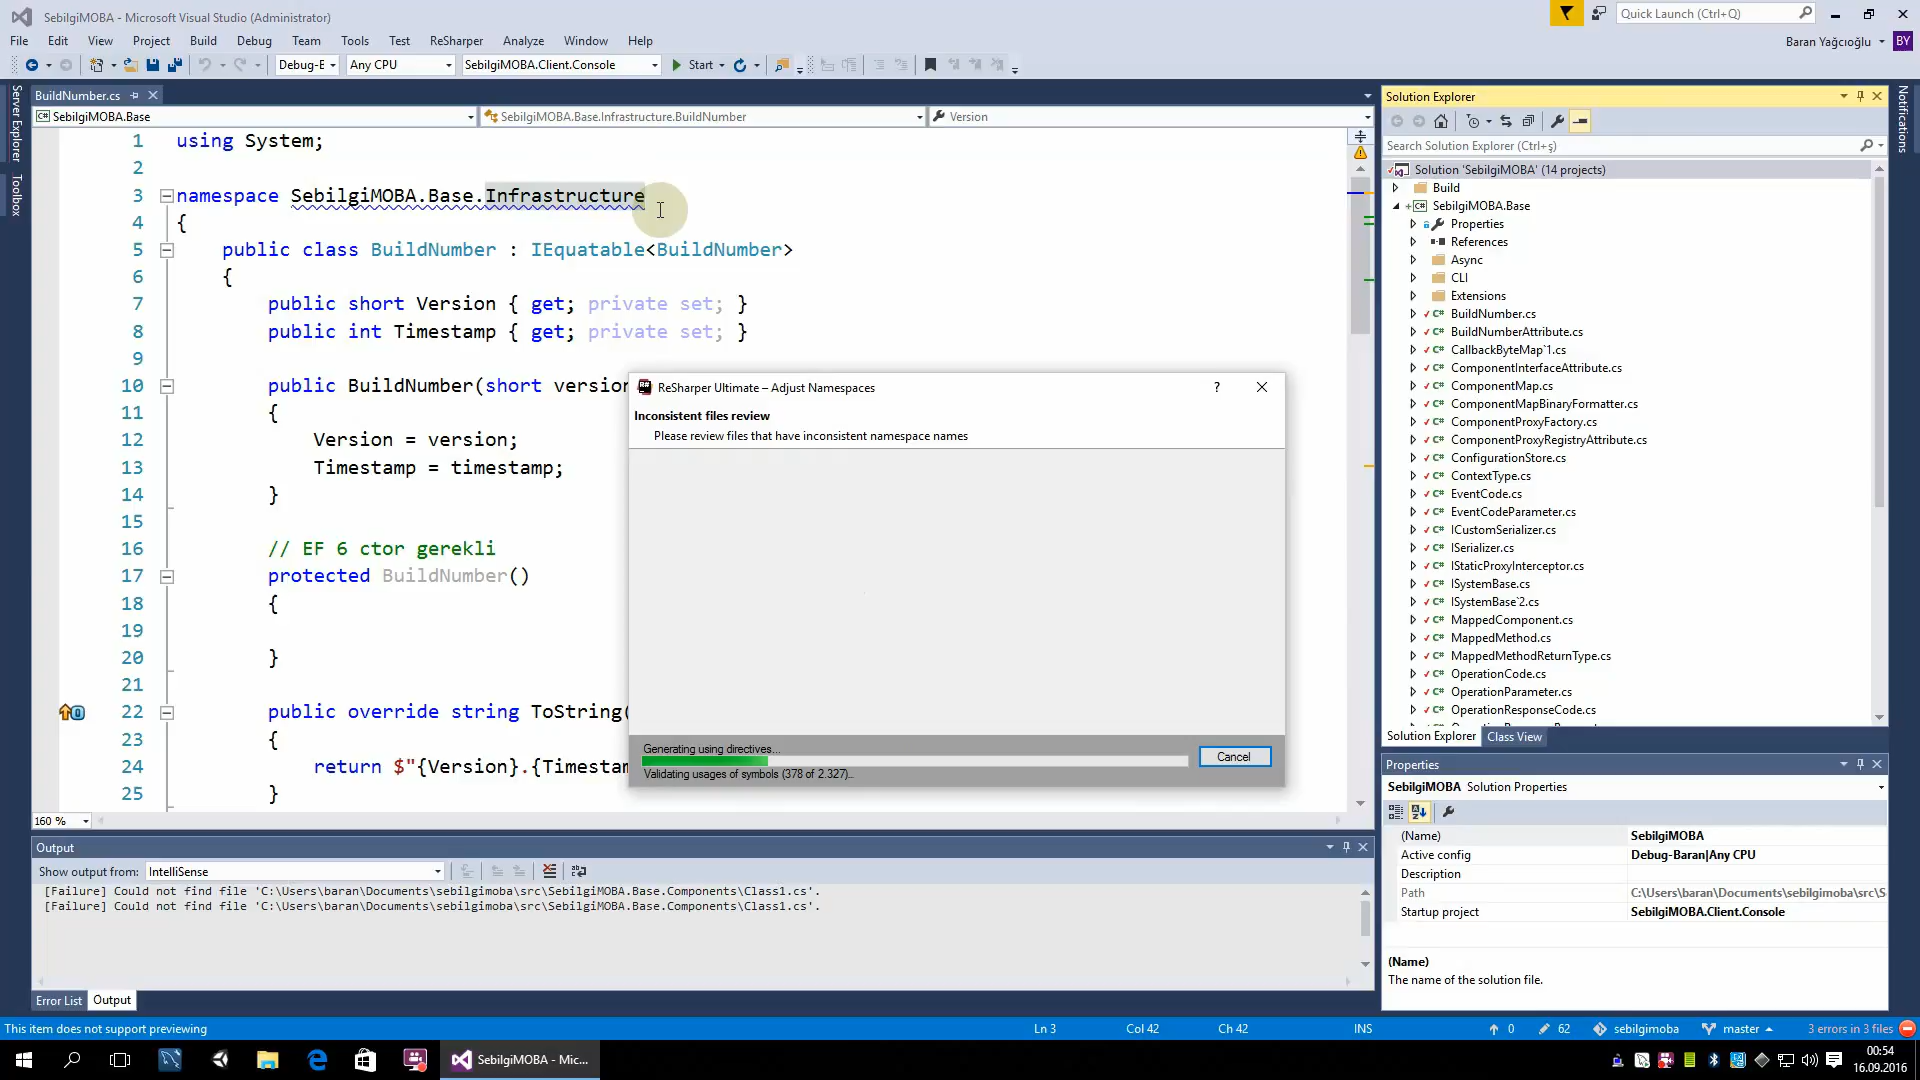 SebilgiMOBA - Microsoft Visual Studio (Administrator)
Quick Launch (Ctrl+Q)
File Edit View Project Build Debug Team Tools Test ReSharper Analyze Window Help
Baran Yağcıoğlu BY
Debug-E Any CPU SebilgiMOBA.Client.Console Start
Server Explorer
Toolbox
Notifications
BuildNumber.cs
SebilgiMOBA.Base SebilgiMOBA.Base.Infrastructure.BuildNumber Version
1 using System;
2
3 namespace SebilgiMOBA.Base.Infrastructure
4 {
5 public class BuildNumber : IEquatable<BuildNumber>
6 {
7 public short Version { get; private set; }
8 public int Timestamp { get; private set; }
9
10 public BuildNumber(short version
11 {
12 Version = version;
13 Timestamp = timestamp;
14 }
15
16 // EF 6 ctor gerekli
17 protected BuildNumber()
18 {
19
20 }
21
22 public override string ToString(
23 {
24 return $"{Version}.{Timestam
25 }
160 %
ReSharper Ultimate – Adjust Namespaces ?
Inconsistent files review
Please review files that have inconsistent namespace names
Generating using directives...
Validating usages of symbols (378 of 2.327)...
Cancel
Solution Explorer
Search Solution Explorer (Ctrl+ş)
Solution 'SebilgiMOBA' (14 projects)
Build
SebilgiMOBA.Base
Properties
References
Async
CLI
Extensions
BuildNumber.cs
BuildNumberAttribute.cs
CallbackByteMap`1.cs
ComponentInterfaceAttribute.cs
ComponentMap.cs
ComponentMapBinaryFormatter.cs
ComponentProxyFactory.cs
ComponentProxyRegistryAttribute.cs
ConfigurationStore.cs
ContextType.cs
EventCode.cs
EventCodeParameter.cs
ICustomSerializer.cs
ISerializer.cs
IStaticProxyInterceptor.cs
ISystemBase.cs
ISystemBase`2.cs
MappedComponent.cs
MappedMethod.cs
MappedMethodReturnType.cs
OperationCode.cs
OperationParameter.cs
OperationResponseCode.cs
Solution Explorer Class View
Properties
SebilgiMOBA Solution Properties
(Name) SebilgiMOBA
Active config Debug-Baran|Any CPU
Description
Path C:\Users\baran\Documents\sebilgimoba\src\S
Startup project SebilgiMOBA.Client.Console
(Name)
The name of the solution file.
Output
Show output from: IntelliSense
[Failure] Could not find file 'C:\Users\baran\Documents\sebilgimoba\src\SebilgiMOBA.Base.Components\Class1.cs'.
[Failure] Could not find file 'C:\Users\baran\Documents\sebilgimoba\src\SebilgiMOBA.Base.Components\Class1.cs'.
Error List Output
This item does not support previewing Ln 3 Col 42 Ch 42 INS 0 62 sebilgimoba master 3 errors in 3 files
SebilgiMOBA - Mic...
00:54
16.09.2016